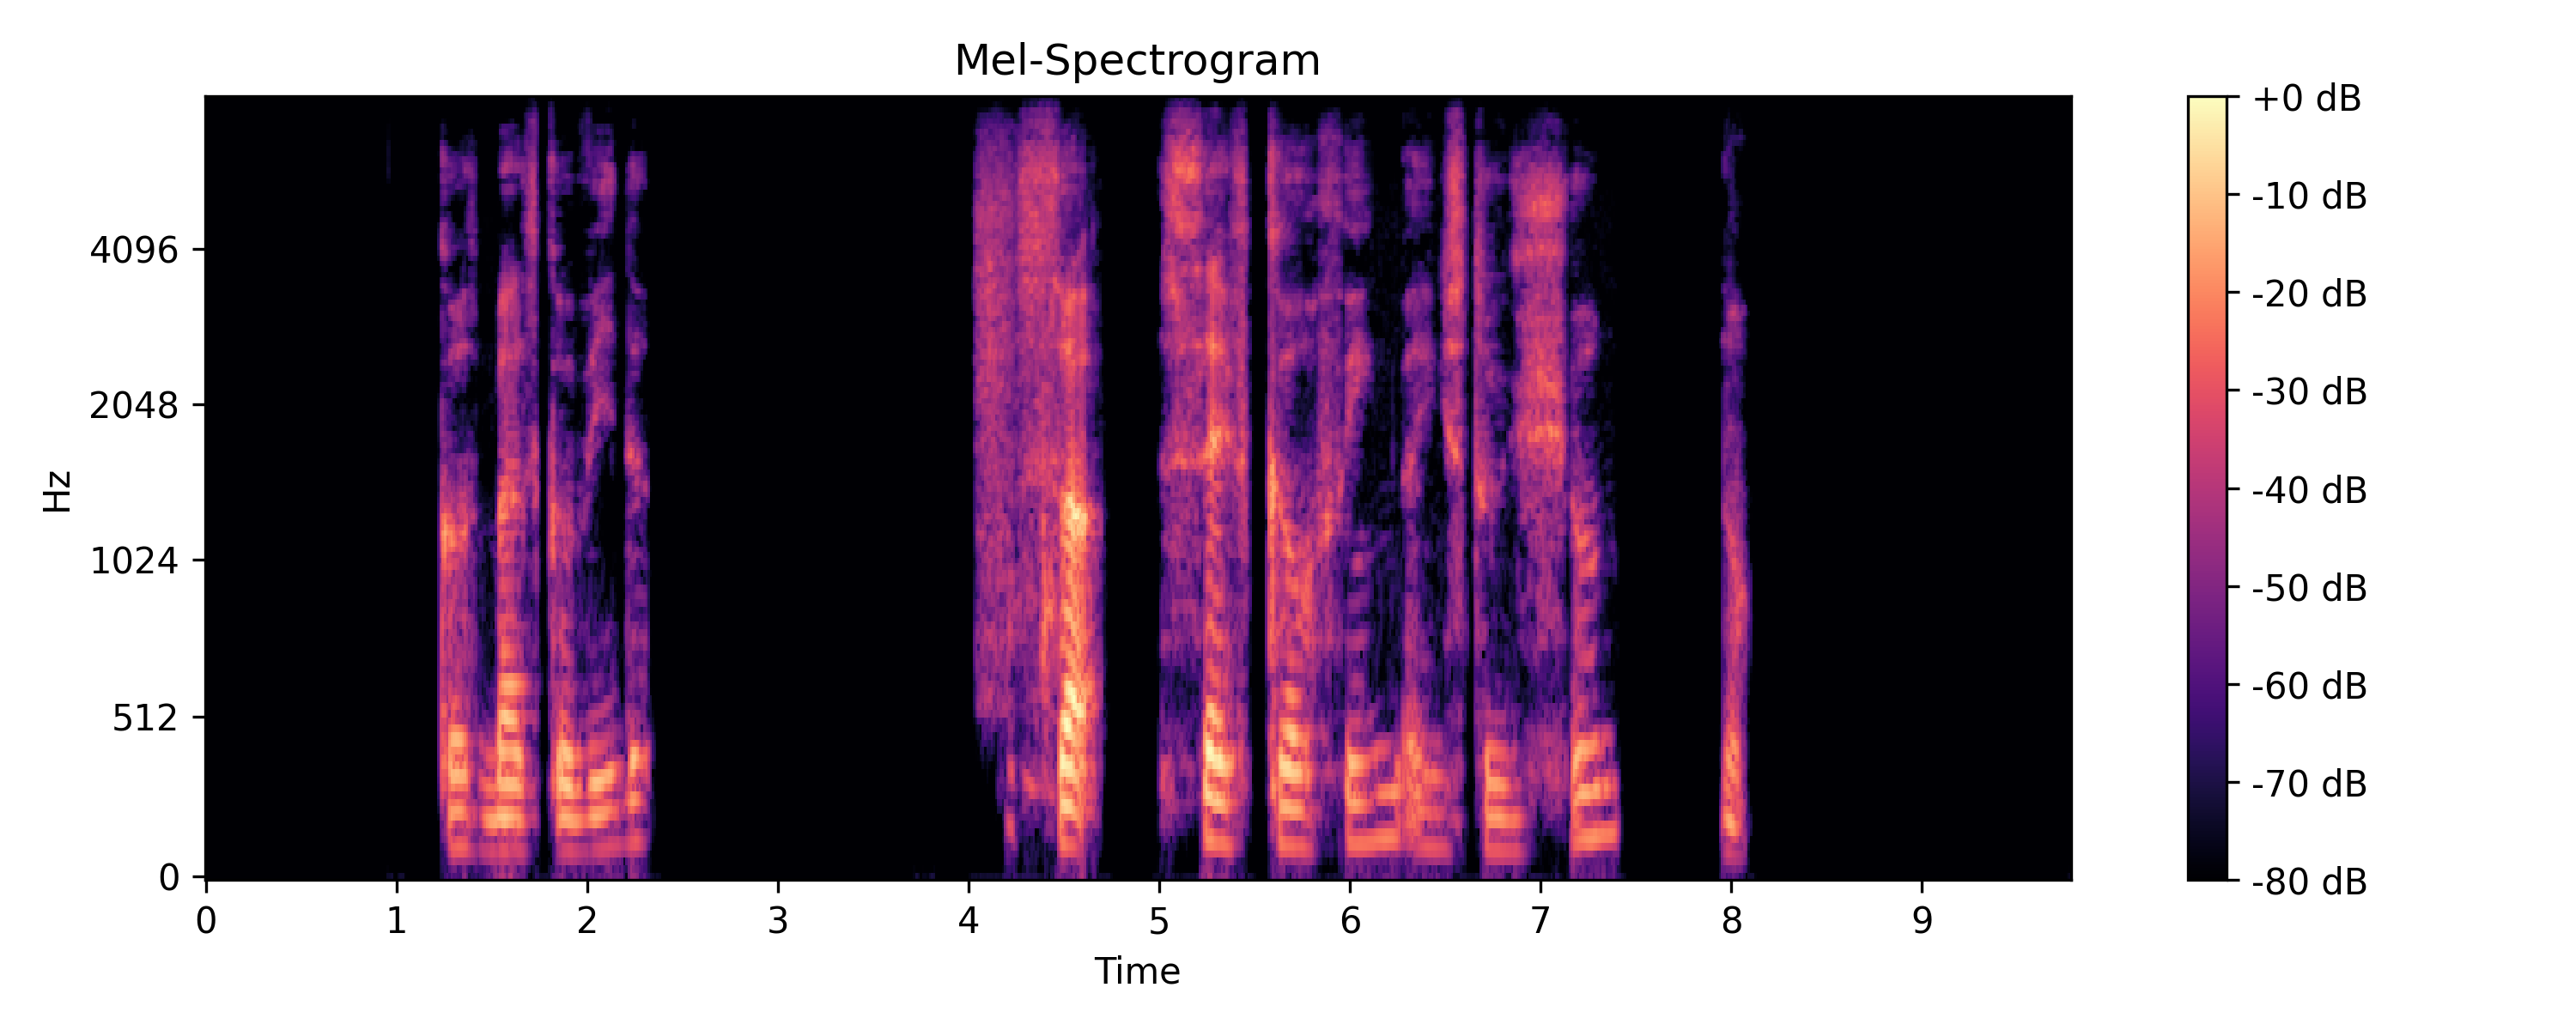 Mel-Spectrogram
+0 dB
-10 dB
-20 dB
-30 dB
-40 dB
-50 dB
-60 dB
-70 dB
-80 dB
Hz
4096
2048
1024
512
0
0 1 2 3 4 5 6 7 8 9
Time